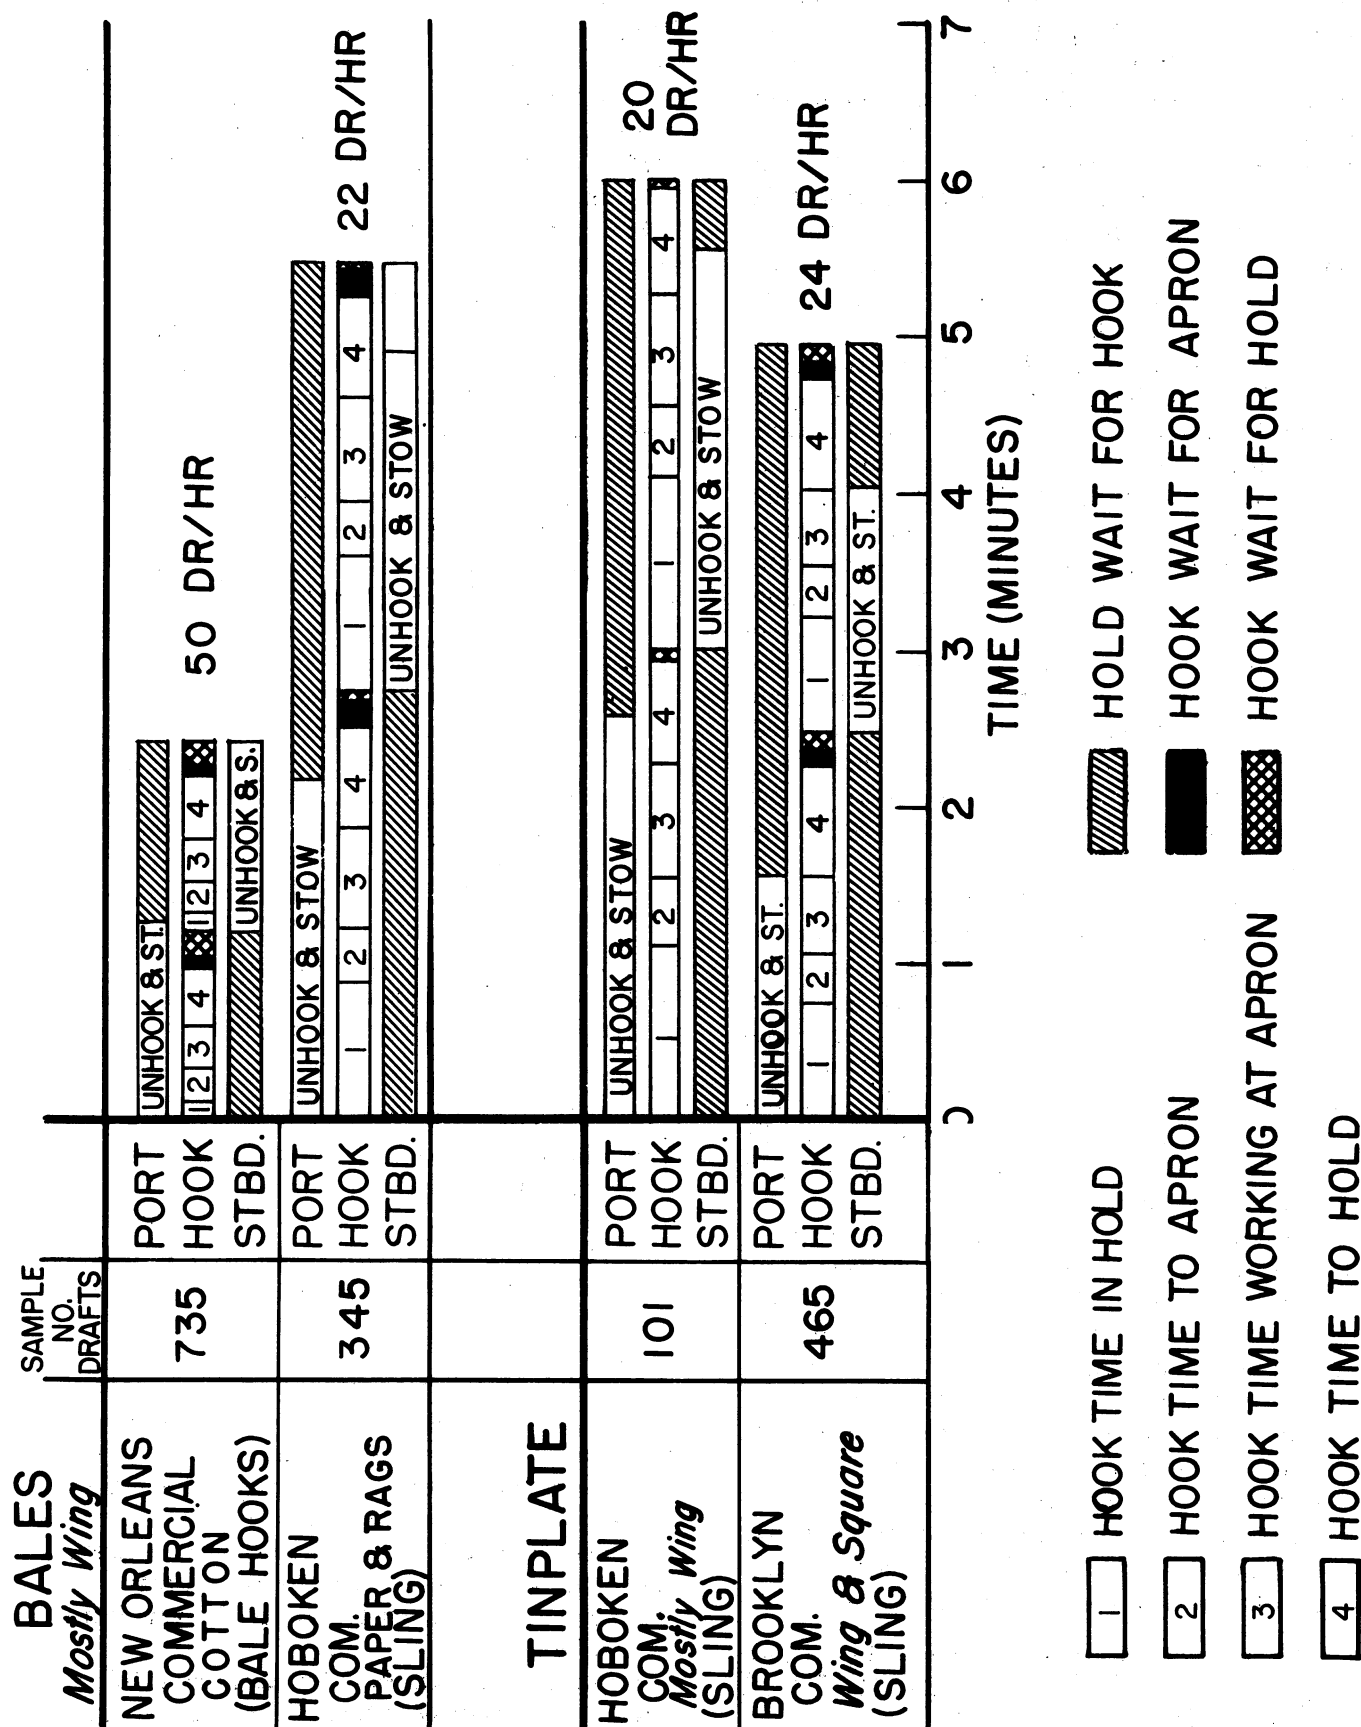 BALES
Mostly Wing
SAMPLE
NO.
DRAFTS
NEW ORLEANS
COMMERCIAL
COTTON
(BALE HOOKS)
735
PORT
HOOK
STBD.
UNHOOK & ST.
1 2 3 4 1 2 3 4
UNHOOK & S.
50 DR/HR
HOBOKEN
COM.
PAPER & RAGS
(SLING)
345
PORT
HOOK
STBD.
UNHOOK & STOW
1 2 3 4 1 2 3 4
UNHOOK & STOW
22 DR/HR
TINPLATE
HOBOKEN
COM.
Mostly Wing
(SLING)
101
PORT
HOOK
STBD.
UNHOOK & STOW
1 2 3 4 1 2 3 4
UNHOOK & STOW
20
DR/HR
BROOKLYN
COM.
Wing & Square
(SLING)
465
PORT
HOOK
STBD.
UNHOOK & ST.
1 2 3 4 1 2 3 4
UNHOOK & ST.
24 DR/HR
0 1 2 3 4 5 6 7
TIME (MINUTES)
1 HOOK TIME IN HOLD
2 HOOK TIME TO APRON
3 HOOK TIME WORKING AT APRON
4 HOOK TIME TO HOLD
HOLD WAIT FOR HOOK
HOOK WAIT FOR APRON
HOOK WAIT FOR HOLD